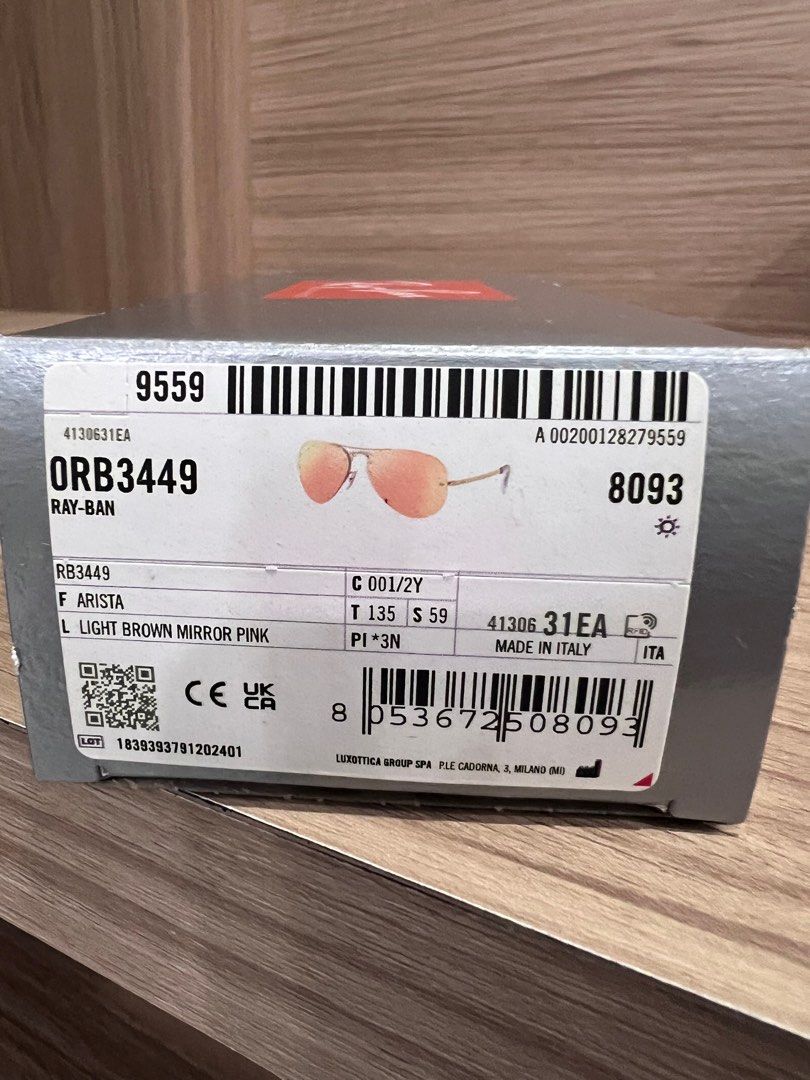 9559
4130631EA
A 00200128279559
0RB3449
8093
RAY-BAN
RB3449
C 001/2Y
F ARISTA
T 135 S 59
41306 31EA
L LIGHT BROWN MIRROR PINK
PI *3N
MADE IN ITALY
ITA
CE UK CA
8 053672 508093
LOT 1839393791202401
LUXOTTICA GROUP SPA P.LE CADORNA, 3, MILANO (MI)